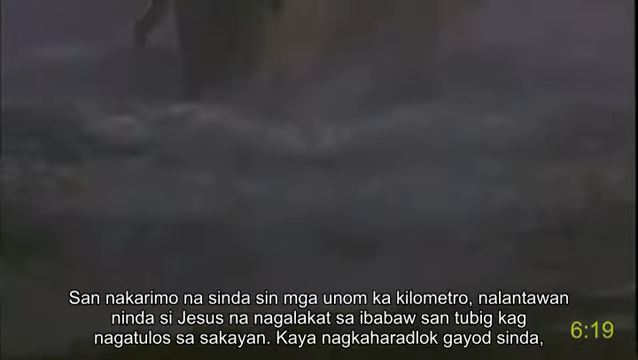 San nakarimo na sinda sin mga unom ka kilometro, nalantawan
ninda si Jesus na nagalakat sa ibabaw san tubig kag
nagatulos sa sakayan. Kaya nagkaharadlok gayod sinda,
6:19